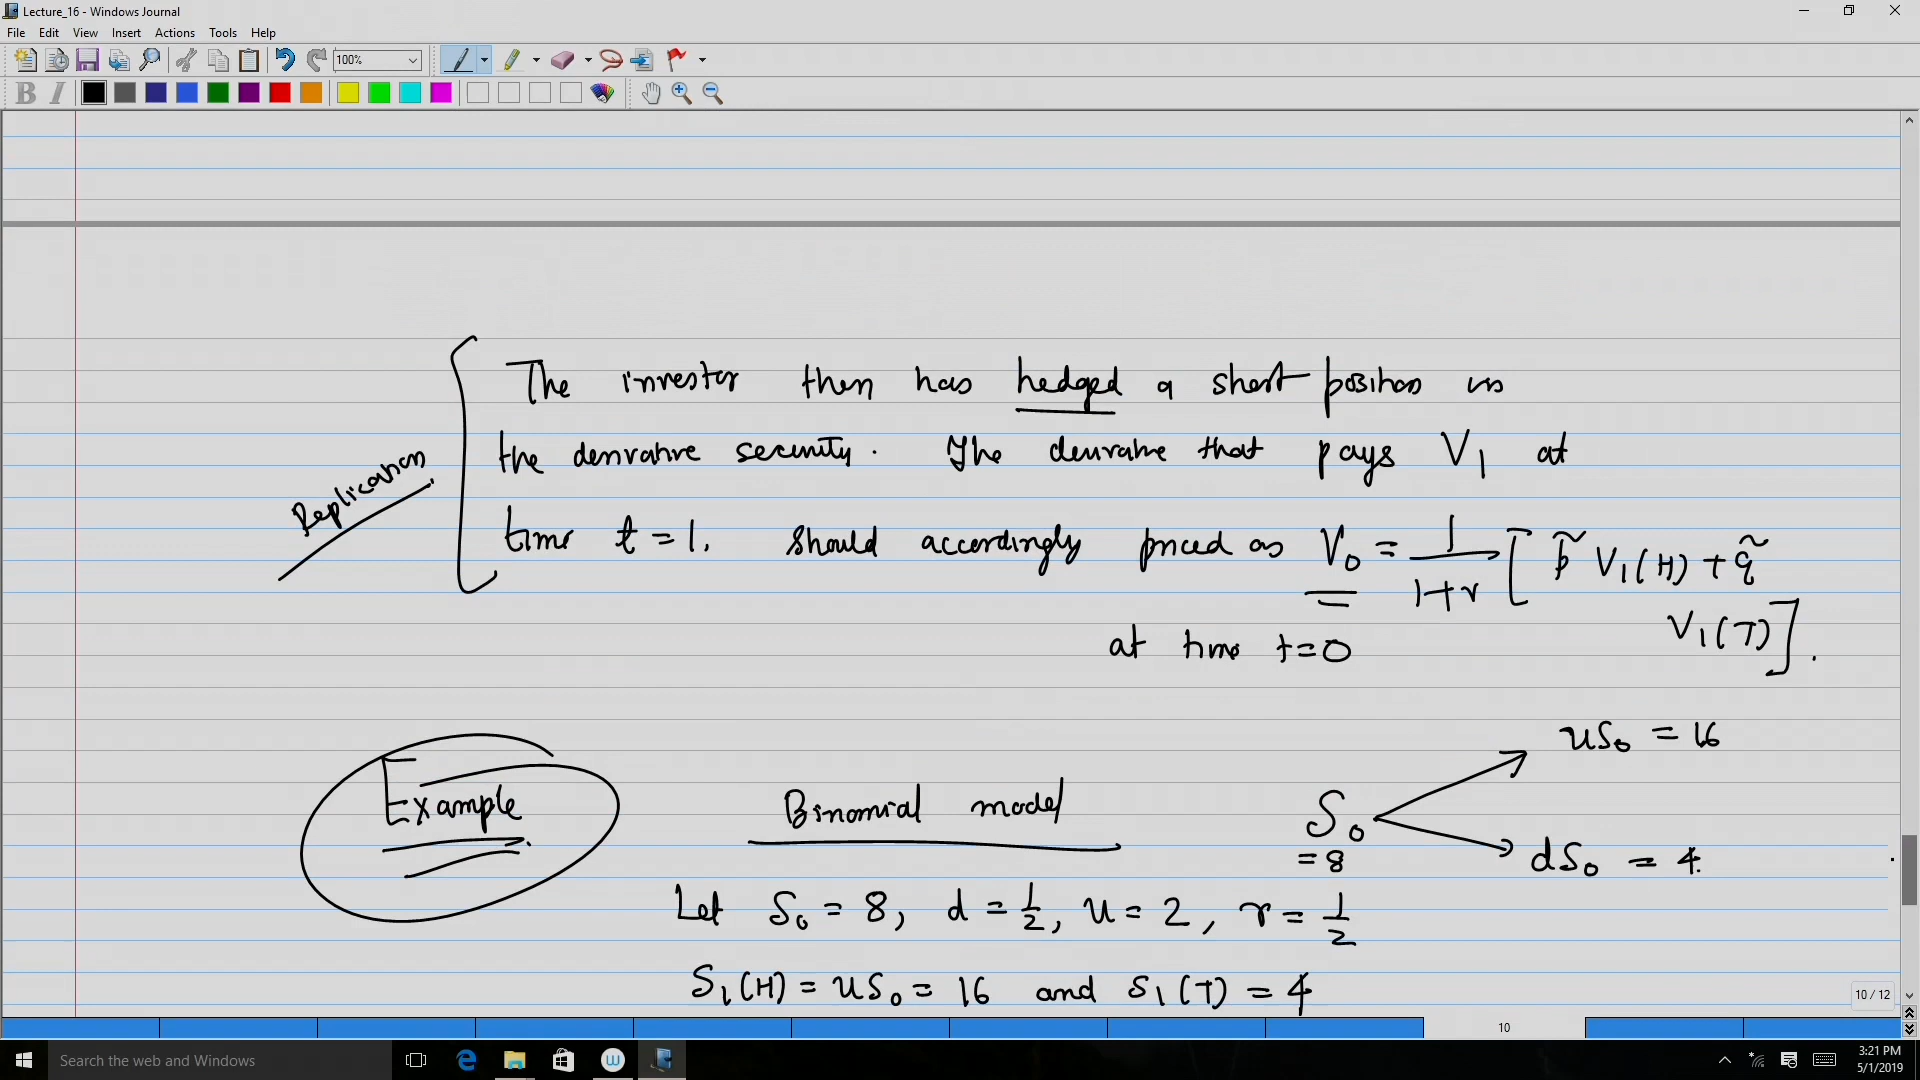 Lecture_16 - Windows Journal
File Edit View Insert Actions Tools Help
100%
B I
The investor then has hedged a short position in
the derivative security. The derivative that pays V₁ at
Replication
time t = 1, should accordingly priced as V₀ = 1/(1+r) [ p̃ V₁(H) + q̃
V₁(T) ].
at time t=0
uS₀ = 16
Example
Binomial model
S₀
= 8
dS₀ = 4
Let S₀ = 8, d = 1/2, u = 2, r = 1/2
S₁(H) = uS₀ = 16 and S₁(T) = 4
10 / 12
10
Search the web and Windows
3:21 PM
5/1/2019